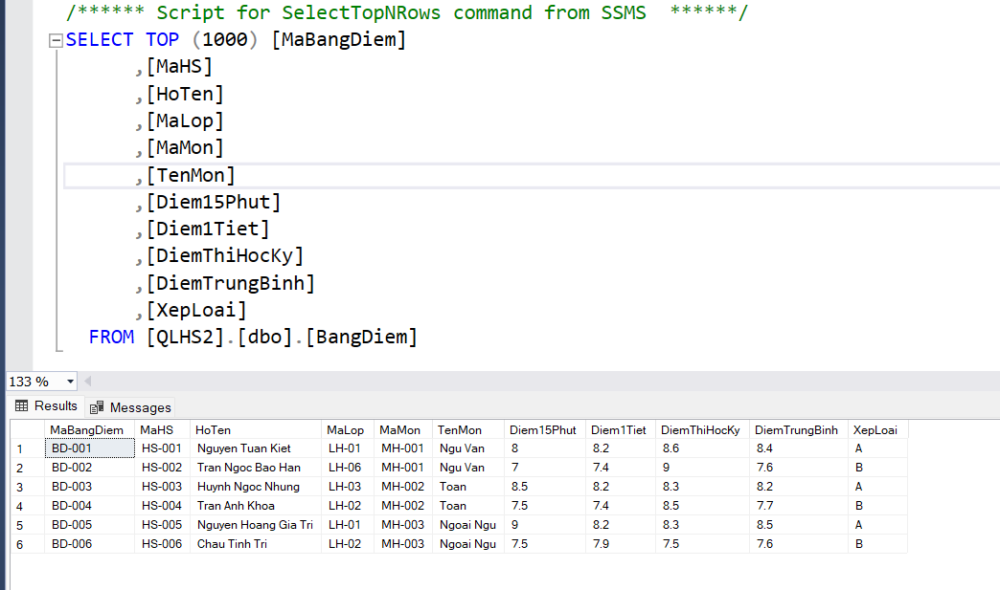 /****** Script for SelectTopNRows command from SSMS  ******/
SELECT TOP (1000) [MaBangDiem]
,[MaHS]
,[HoTen]
,[MaLop]
,[MaMon]
,[TenMon]
,[Diem15Phut]
,[Diem1Tiet]
,[DiemThiHocKy]
,[DiemTrungBinh]
,[XepLoai]
FROM [QLHS2].[dbo].[BangDiem]
133 %
Results Messages
MaBangDiem MaHS HoTen MaLop MaMon TenMon Diem15Phut Diem1Tiet DiemThiHocKy DiemTrungBinh XepLoai
1 BD-001 HS-001 Nguyen Tuan Kiet LH-01 MH-001 Ngu Van 8 8.2 8.6 8.4 A
2 BD-002 HS-002 Tran Ngoc Bao Han LH-06 MH-001 Ngu Van 7 7.4 9 7.6 B
3 BD-003 HS-003 Huynh Ngoc Nhung LH-03 MH-002 Toan 8.5 8.2 8.3 8.2 A
4 BD-004 HS-004 Tran Anh Khoa LH-02 MH-002 Toan 7.5 7.4 8.5 7.7 B
5 BD-005 HS-005 Nguyen Hoang Gia Tri LH-01 MH-003 Ngoai Ngu 9 8.2 8.3 8.5 A
6 BD-006 HS-006 Chau Tinh Tri LH-02 MH-003 Ngoai Ngu 7.5 7.9 7.5 7.6 B